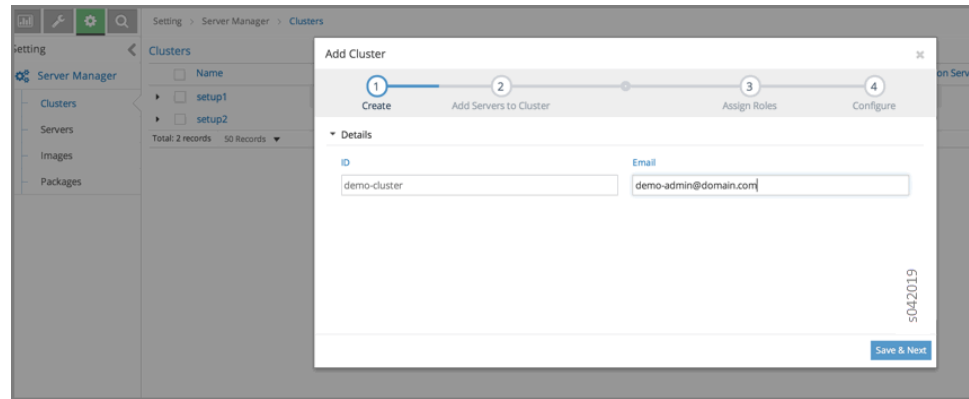 Setting > Server Manager > Clusters
Setting
Server Manager
Clusters
Servers
Images
Packages
Clusters
Name
setup1
setup2
Total: 2 records 50 Records
Add Cluster
1 2 3 4
Create Add Servers to Cluster Assign Roles Configure
Details
ID Email
demo-cluster demo-admin@domain.com
s042019
Save & Next